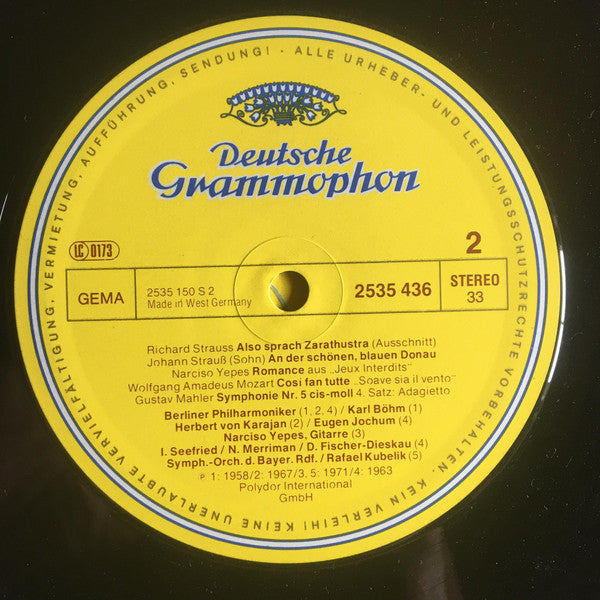 KEINE UNERLAUBTE VERVIELFÄLTIGUNG, VERMIETUNG, AUFFÜHRUNG, SENDUNG! · ALLE URHEBER- UND LEISTUNGSSCHUTZRECHTE VORBEHALTEN. KEIN VERLEIH!
Deutsche
Grammophon
LC 0173
2
GEMA
2535 150 S 2
Made in West Germany
2535 436
STEREO
33
Richard Strauss Also sprach Zarathustra (Ausschnitt)
Johann Strauß (Sohn) An der schönen, blauen Donau
Narciso Yepes Romance aus „Jeux Interdits”
Wolfgang Amadeus Mozart Cosi fan tutte „Soave sia il vento”
Gustav Mahler Symphonie Nr. 5 cis-moll 4. Satz: Adagietto
Berliner Philharmoniker (1, 2, 4) / Karl Böhm (1)
Herbert von Karajan (2) / Eugen Jochum (4)
Narciso Yepes, Gitarre (3)
I. Seefried / N. Merriman / D. Fischer-Dieskau (4)
Symph.-Orch. d. Bayer. Rdf. / Rafael Kubelik (5)
℗ 1: 1958/2: 1967/3. 5: 1971/4: 1963
Polydor International
GmbH